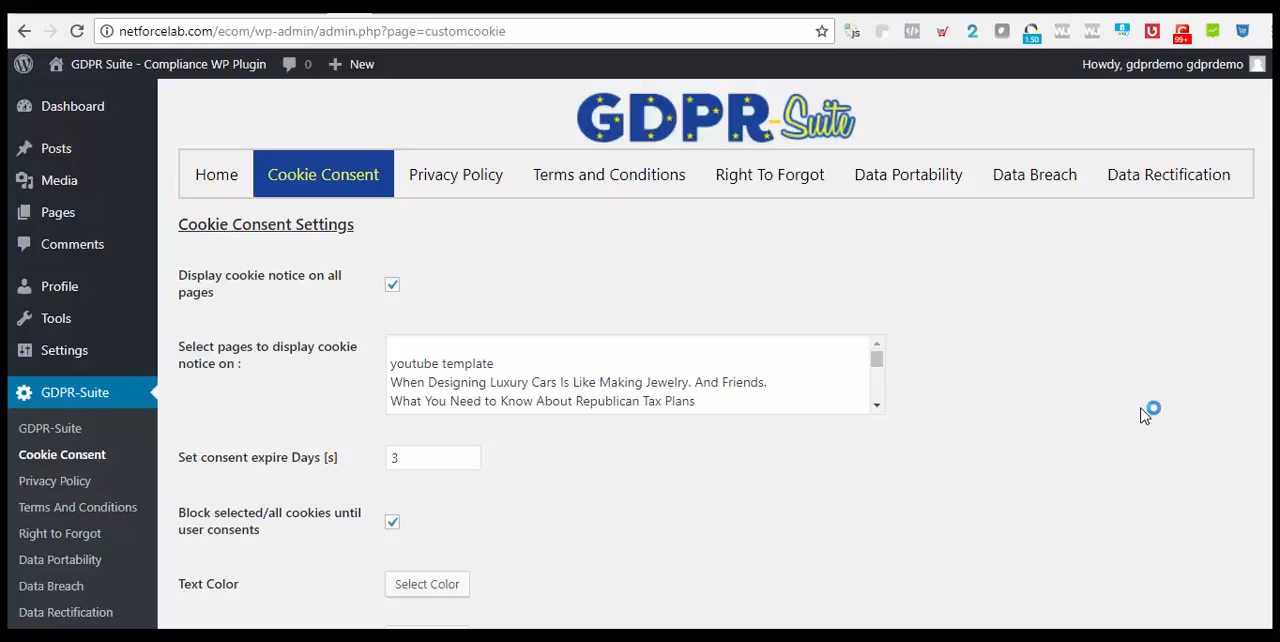 netforcelab.com/ecom/wp-admin/admin.php?page=customcookie
1.50
99+
GDPR Suite - Compliance WP Plugin 0 New
Howdy, gdprdemo gdprdemo
Dashboard
Posts
Media
Pages
Comments
Profile
Tools
Settings
GDPR-Suite
GDPR-Suite
Cookie Consent
Privacy Policy
Terms And Conditions
Right to Forgot
Data Portability
Data Breach
Data Rectification
GDPR-Suite
Home Cookie Consent Privacy Policy Terms and Conditions Right To Forgot Data Portability Data Breach Data Rectification
Cookie Consent Settings
Display cookie notice on all
pages
Select pages to display cookie
notice on :
youtube template
When Designing Luxury Cars Is Like Making Jewelry. And Friends.
What You Need to Know About Republican Tax Plans
Set consent expire Days [s]
3
Block selected/all cookies until
user consents
Text Color
Select Color